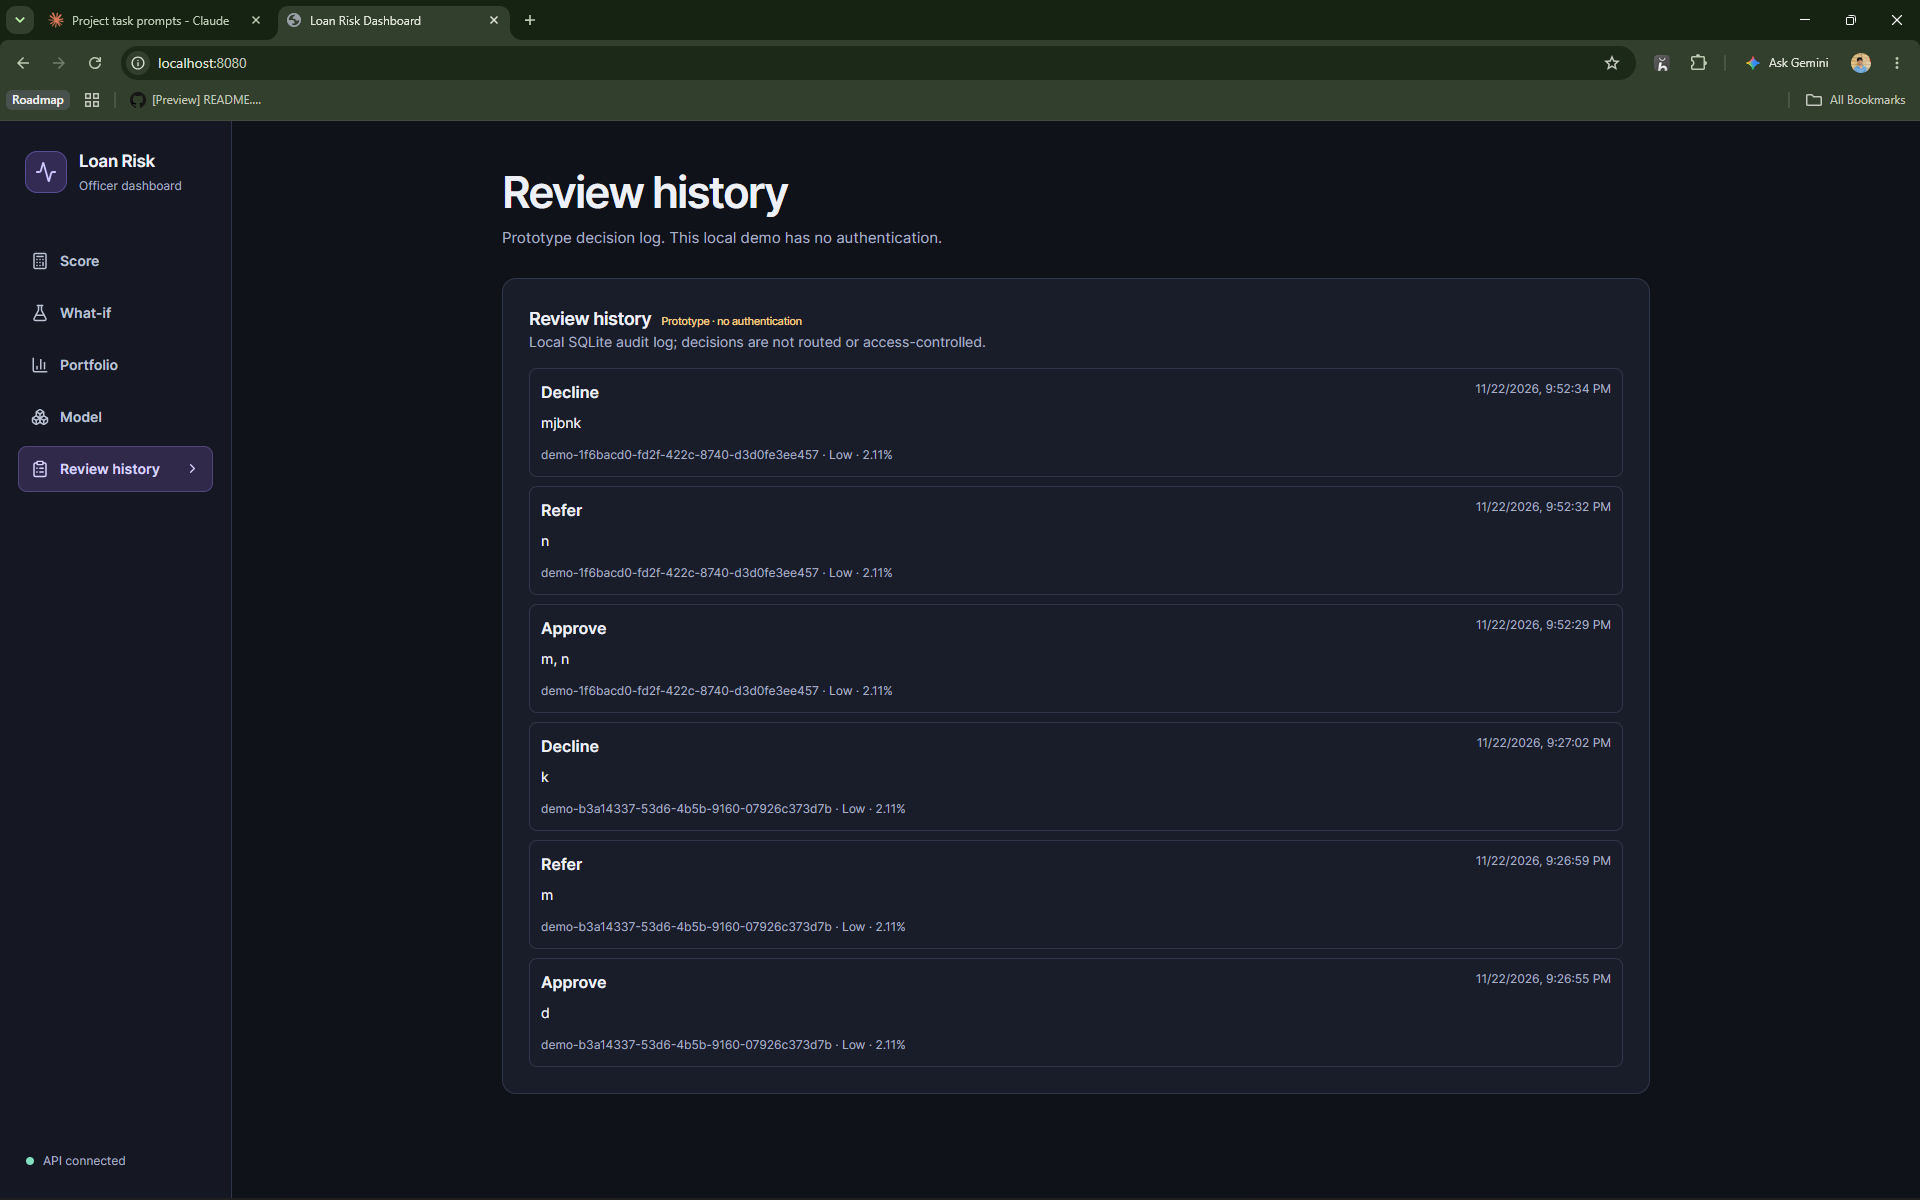 Project task prompts - Claude
Loan Risk Dashboard
localhost:8080
Ask Gemini
Roadmap
[Preview] README....
All Bookmarks
Loan Risk
Officer dashboard
Score
What-if
Portfolio
Model
Review history
API connected
Review history
Prototype decision log. This local demo has no authentication.
Review history Prototype · no authentication
Local SQLite audit log; decisions are not routed or access-controlled.
Decline 11/22/2026, 9:52:34 PM
mjbnk
demo-1f6bacd0-fd2f-422c-8740-d3d0fe3ee457 · Low · 2.11%
Refer 11/22/2026, 9:52:32 PM
n
demo-1f6bacd0-fd2f-422c-8740-d3d0fe3ee457 · Low · 2.11%
Approve 11/22/2026, 9:52:29 PM
m, n
demo-1f6bacd0-fd2f-422c-8740-d3d0fe3ee457 · Low · 2.11%
Decline 11/22/2026, 9:27:02 PM
k
demo-b3a14337-53d6-4b5b-9160-07926c373d7b · Low · 2.11%
Refer 11/22/2026, 9:26:59 PM
m
demo-b3a14337-53d6-4b5b-9160-07926c373d7b · Low · 2.11%
Approve 11/22/2026, 9:26:55 PM
d
demo-b3a14337-53d6-4b5b-9160-07926c373d7b · Low · 2.11%